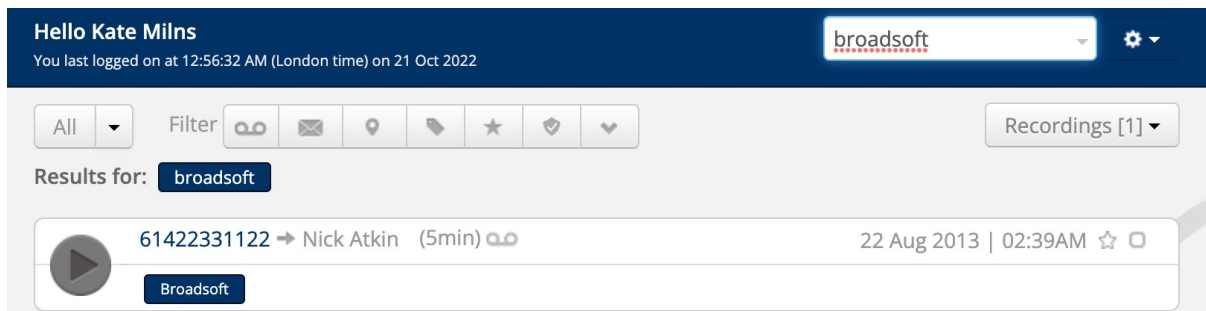 Hello Kate Milns
broadsoft
You last logged on at 12:56:32 AM (London time) on 21 Oct 2022
All
Filter
Recordings [1]
Results for: broadsoft
61422331122 Nick Atkin (5min)
22 Aug 2013 | 02:39AM
Broadsoft